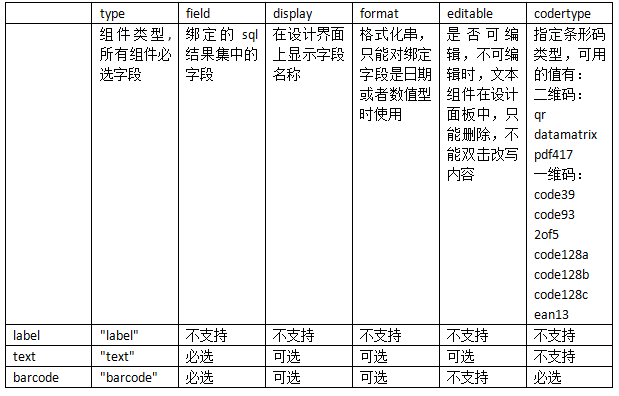 type field display format editable codertype
组件类型，所有组件必选字段
绑定的 sql 结果集中的字段
在设计界面上显示字段名称
格式化串，只能对绑定字段是日期或者数值型时使用
是否可编辑，不可编辑时，文本组件在设计面板中，只能删除，不能双击改写内容
指定条形码类型，可用的值有：
二维码：
qr
datamatrix
pdf417
一维码：
code39
code93
2of5
code128a
code128b
code128c
ean13
label "label" 不支持 不支持 不支持 不支持 不支持
text "text" 必选 可选 可选 可选 不支持
barcode "barcode" 必选 可选 可选 不支持 必选